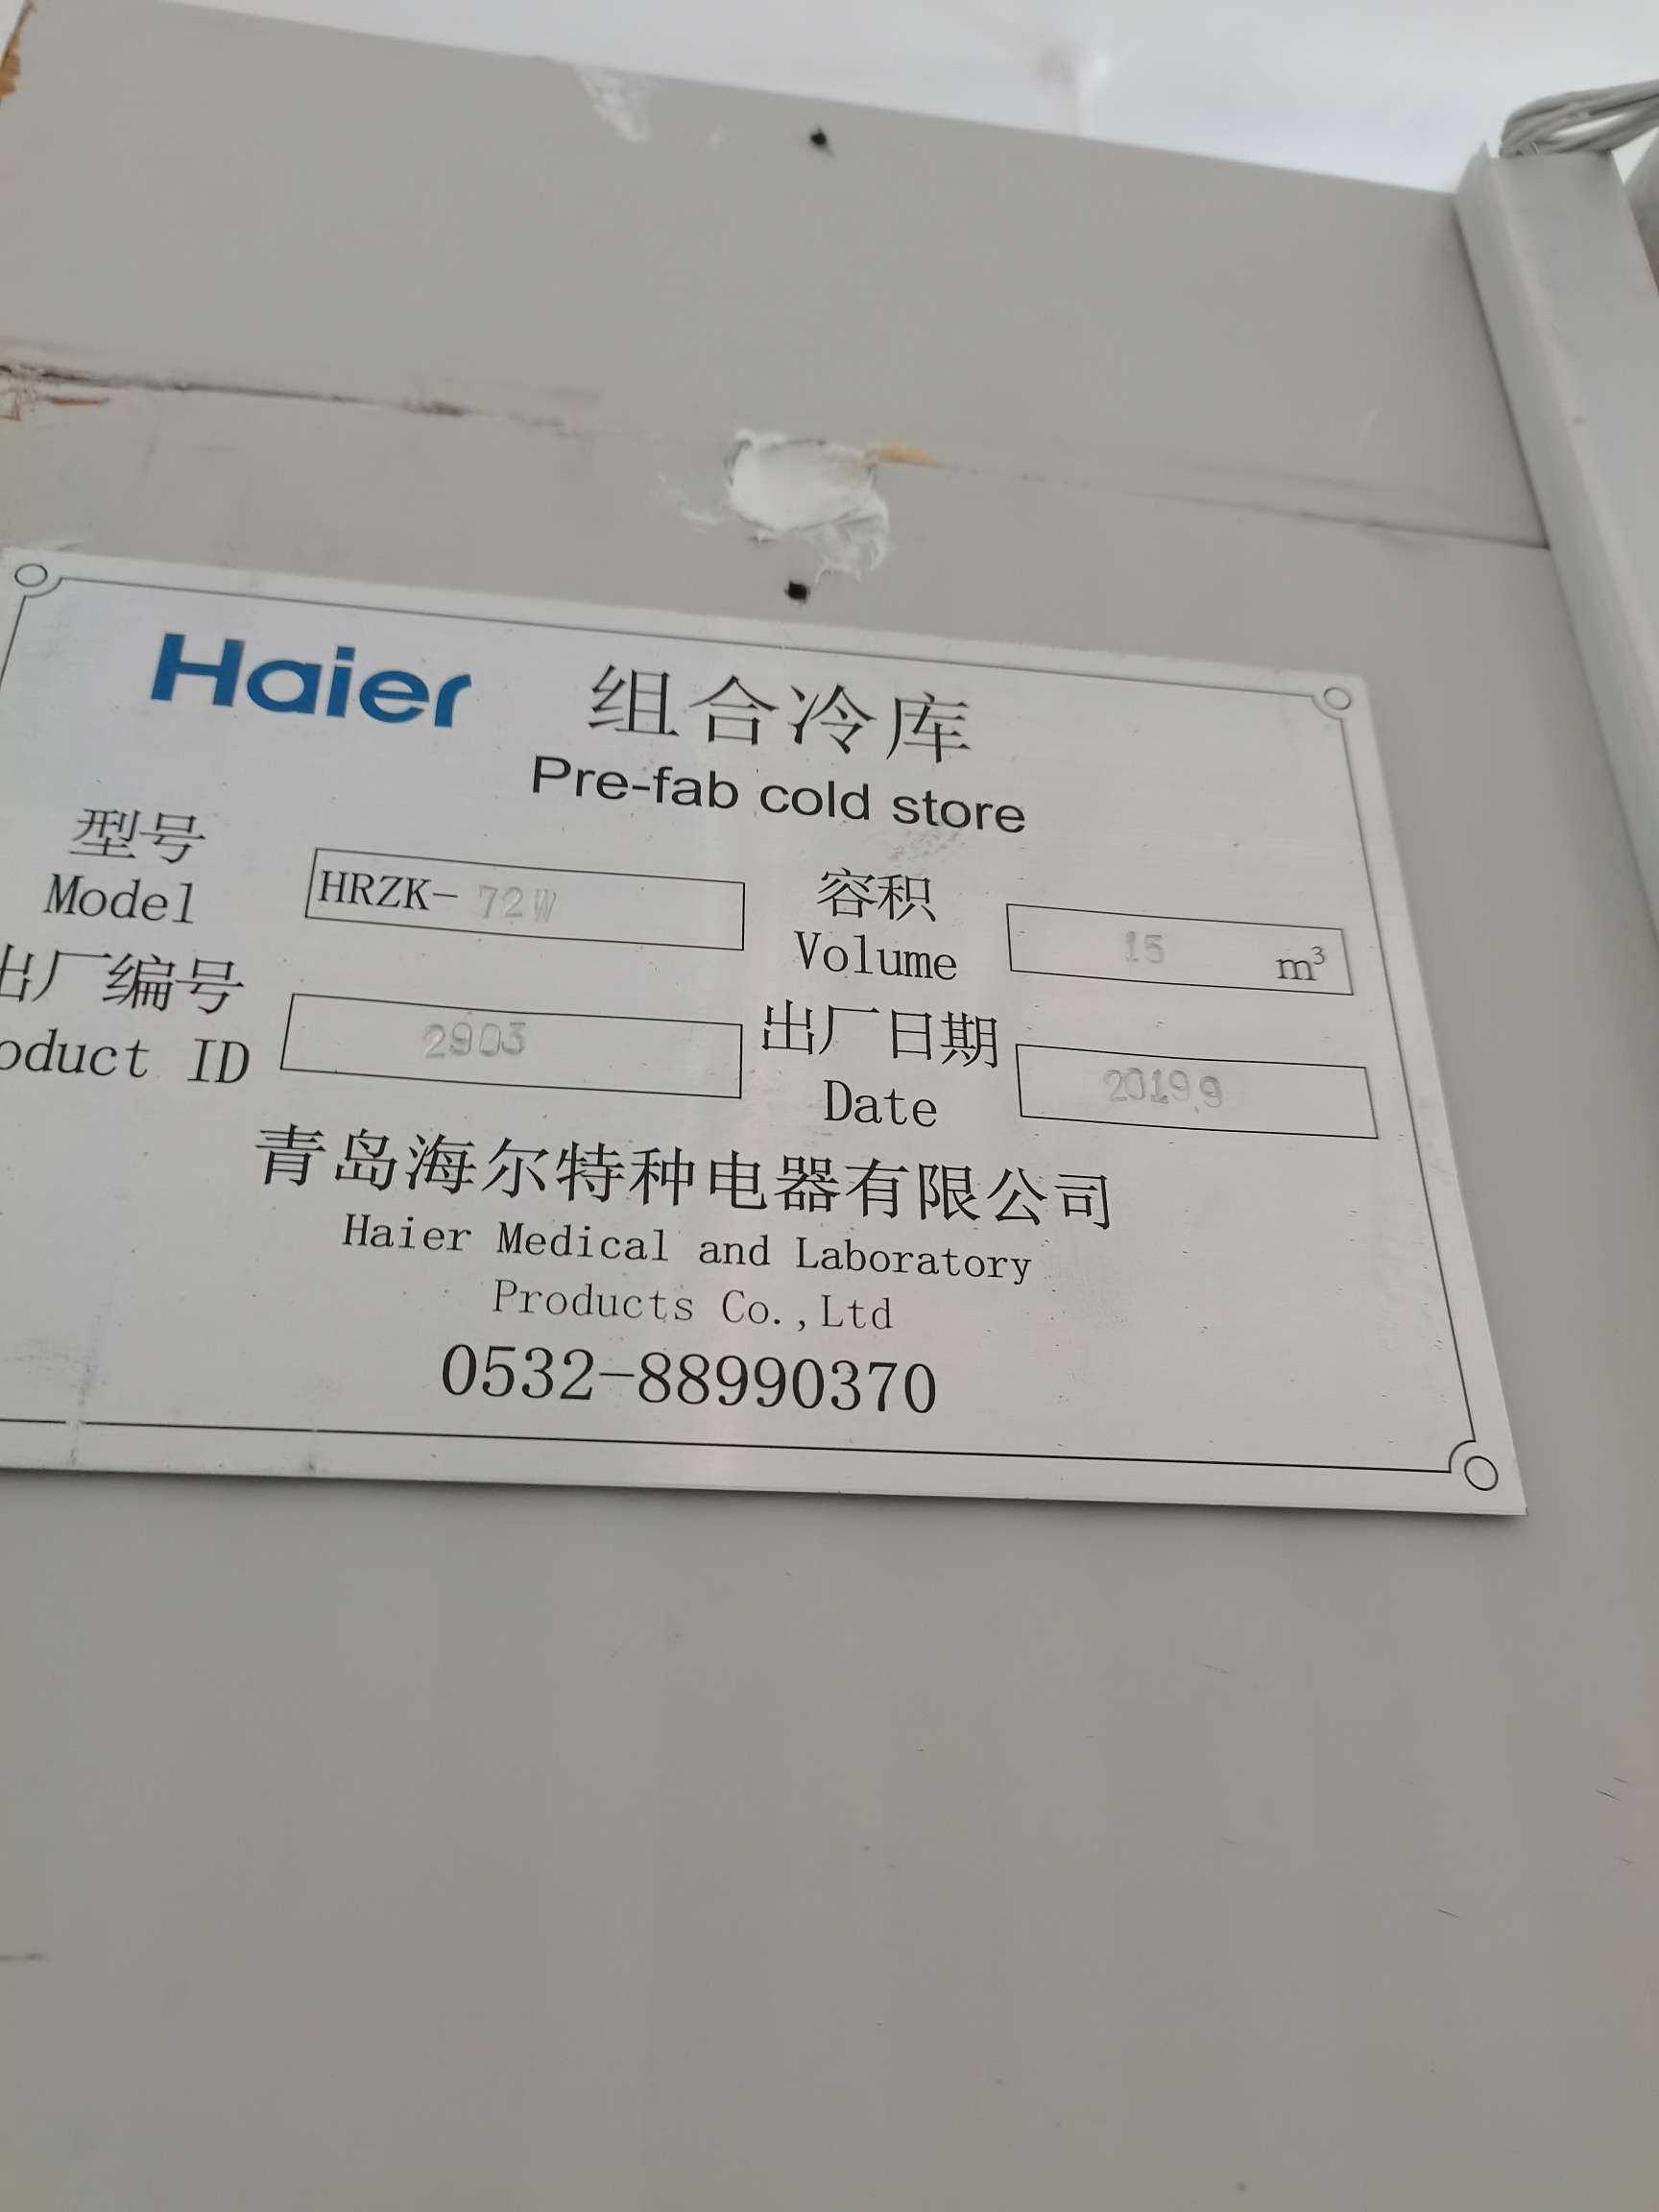 Haier 组合冷库
Pre-fab cold store
型号 HRZK-72W 容积 15 m³
Model Volume
出厂编号 2903 出厂日期 2019.9
oduct ID Date
青岛海尔特种电器有限公司
Haier Medical and Laboratory
Products Co.,Ltd
0532-88990370